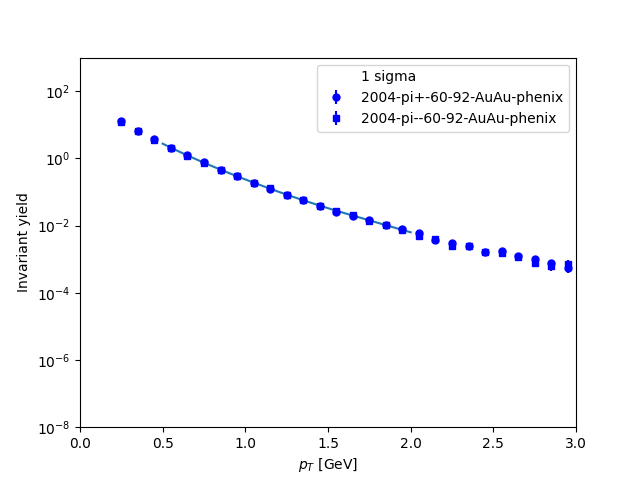 1 sigma
2004-pi+-60-92-AuAu-phenix
2004-pi--60-92-AuAu-phenix
Invariant yield
10^2
10^0
10^-2
10^-4
10^-6
10^-8
0.0 0.5 1.0 1.5 2.0 2.5 3.0
p_T [GeV]